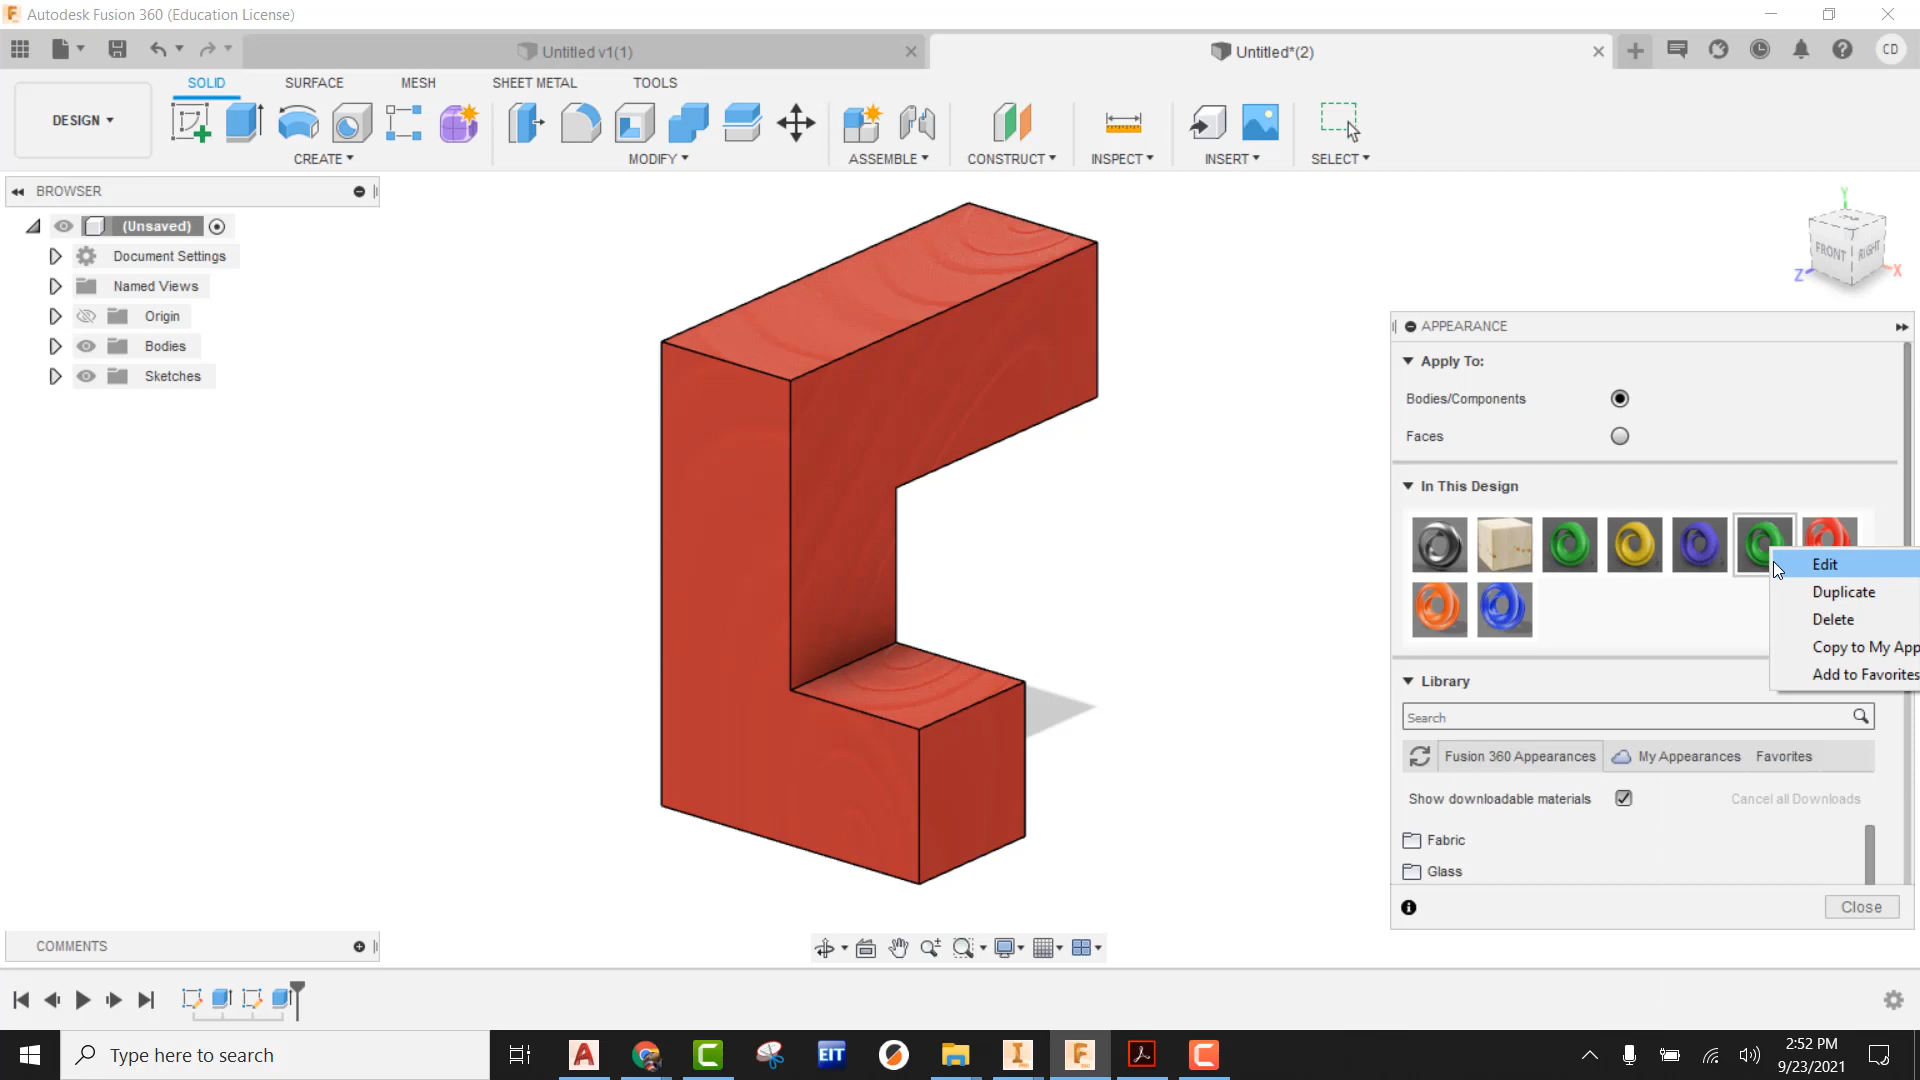 Autodesk Fusion 360 (Education License)
Untitled v1(1)
Untitled*(2)
CD
DESIGN
SOLID
SURFACE
MESH
SHEET METAL
TOOLS
CREATE
MODIFY
ASSEMBLE
CONSTRUCT
INSPECT
INSERT
SELECT
BROWSER
(Unsaved)
Document Settings
Named Views
Origin
Bodies
Sketches
Y
FRONT
RIGHT
Z
X
APPEARANCE
Apply To:
Bodies/Components
Faces
In This Design
Edit
Duplicate
Delete
Copy to My App
Add to Favorites
Library
Search
Fusion 360 Appearances
My Appearances
Favorites
Show downloadable materials
Cancel all Downloads
Fabric
Glass
Close
COMMENTS
Type here to search
EIT
2:52 PM
9/23/2021